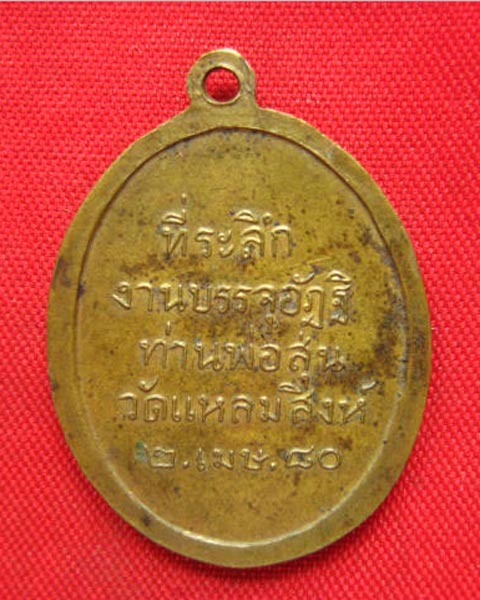 ที่ระลึก
งานบรรจุอัฏฐิ
ท่านพ่อสุ่น
วัดแหลมสิงห์
๒.เมษ.๘๐